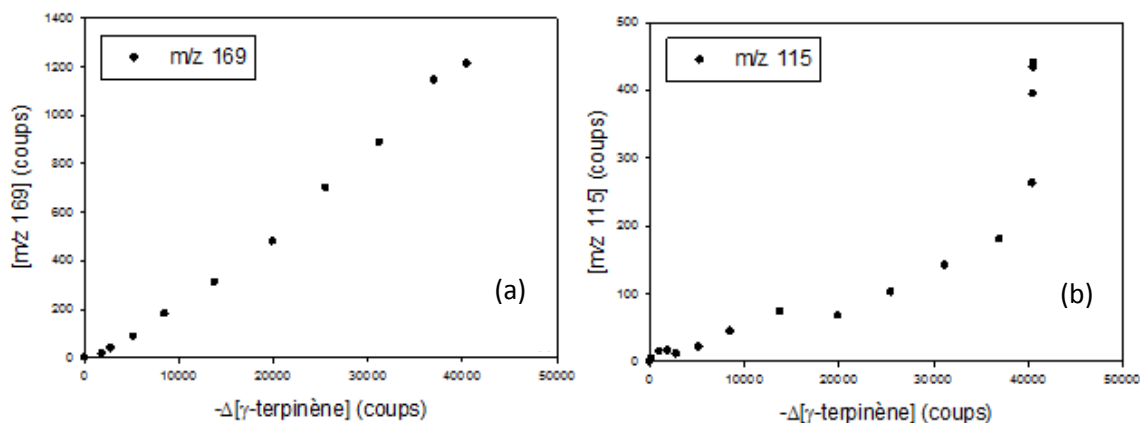 1400
1200
1000
800
600
400
200
0
[m/z 169] (coups)
m/z 169
(a)
0 10000 20000 30000 40000 50000
-Δ[γ-terpinène] (coups)
500
400
300
200
100
0
[m/z 115] (coups)
m/z 115
(b)
0 10000 20000 30000 40000 50000
-Δ[γ-terpinène] (coups)